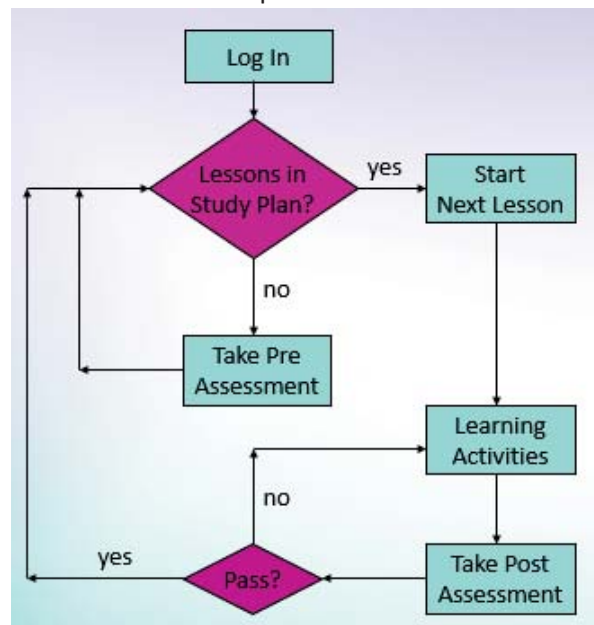 Log In
Lessons in
Study Plan?
yes
Start
Next Lesson
no
Take Pre
Assessment
Learning
Activities
no
yes
Pass?
Take Post
Assessment